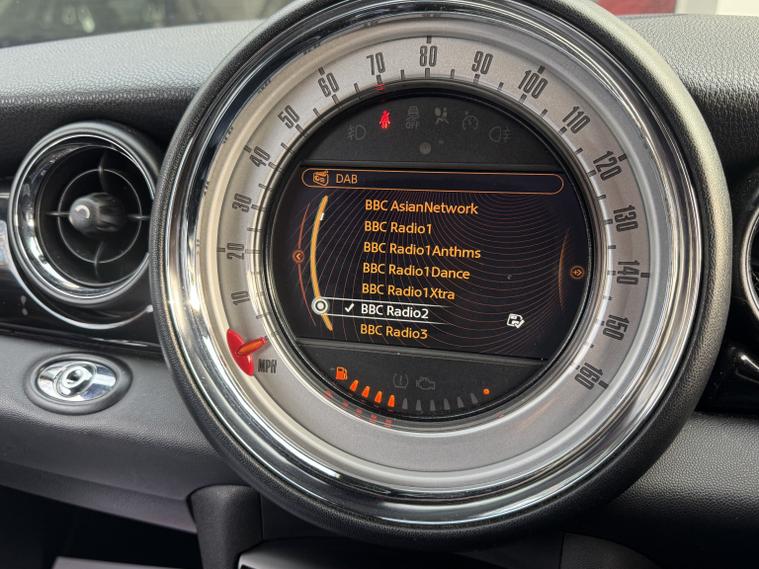 10
20
30
40
50
60
70
80
90
100
110
120
130
140
150
160
MPH
OFF
DAB
BBC AsianNetwork
BBC Radio1
BBC Radio1Anthms
BBC Radio1Dance
BBC Radio1Xtra
BBC Radio2
BBC Radio3